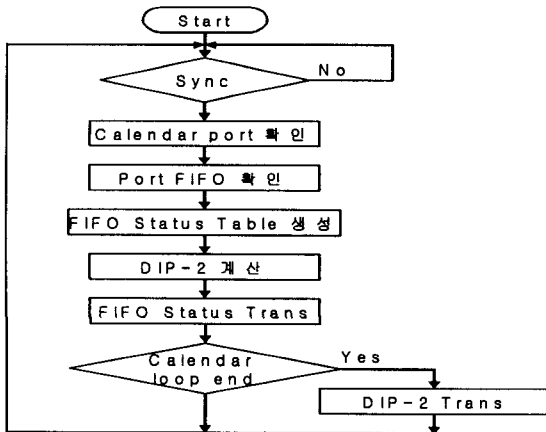 Start
No
Sync
Calendar port 확인
Port FIFO 확인
FIFO Status Table 생성
DIP-2 계산
FIFO Status Trans
Calendar
loop end
Yes
DIP-2 Trans